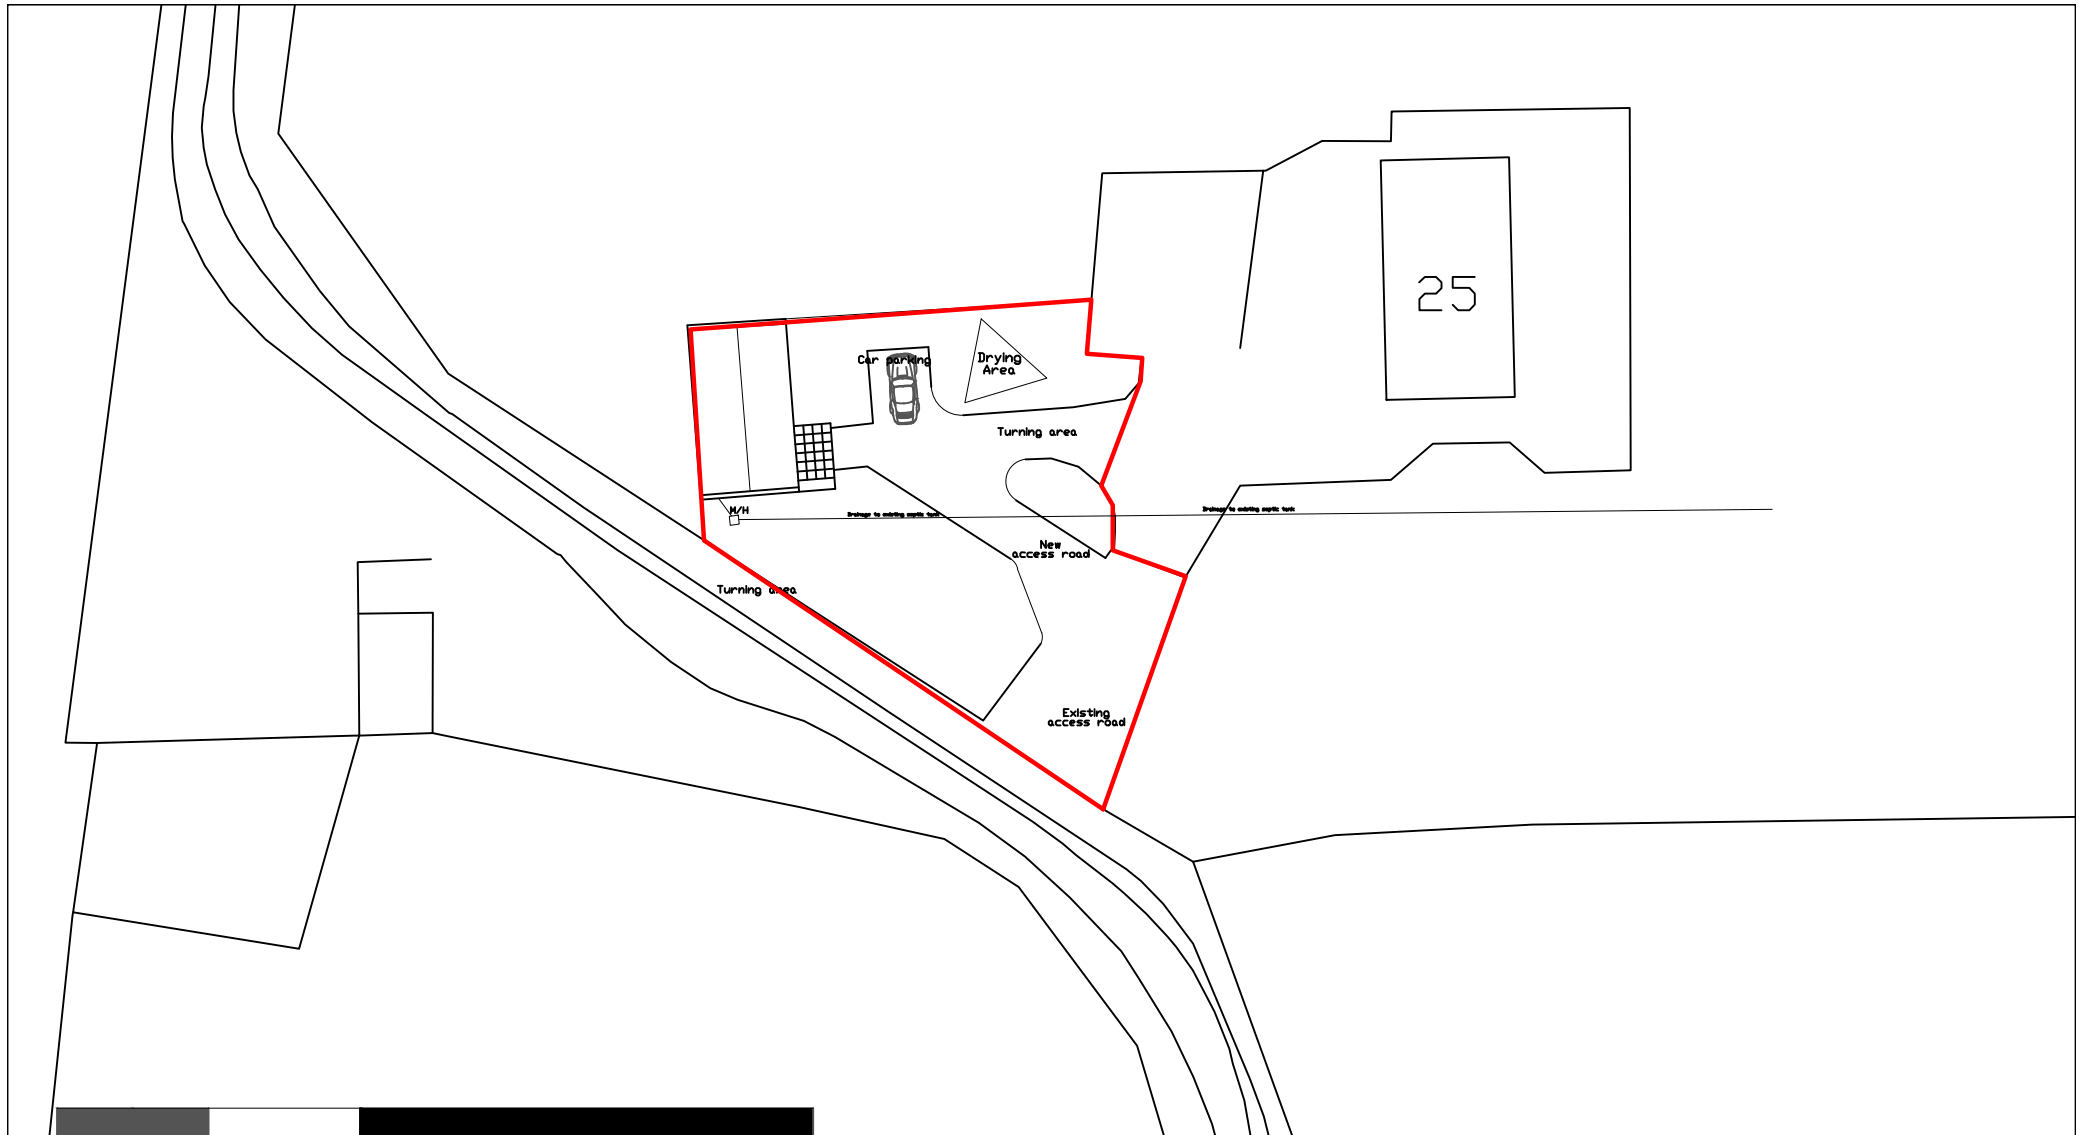 25
Car parking
Drying
Area
Turning area
M/H
Drainage to existing septic tank
Drainage to existing septic tank
New
access road
Turning area
Existing
access road